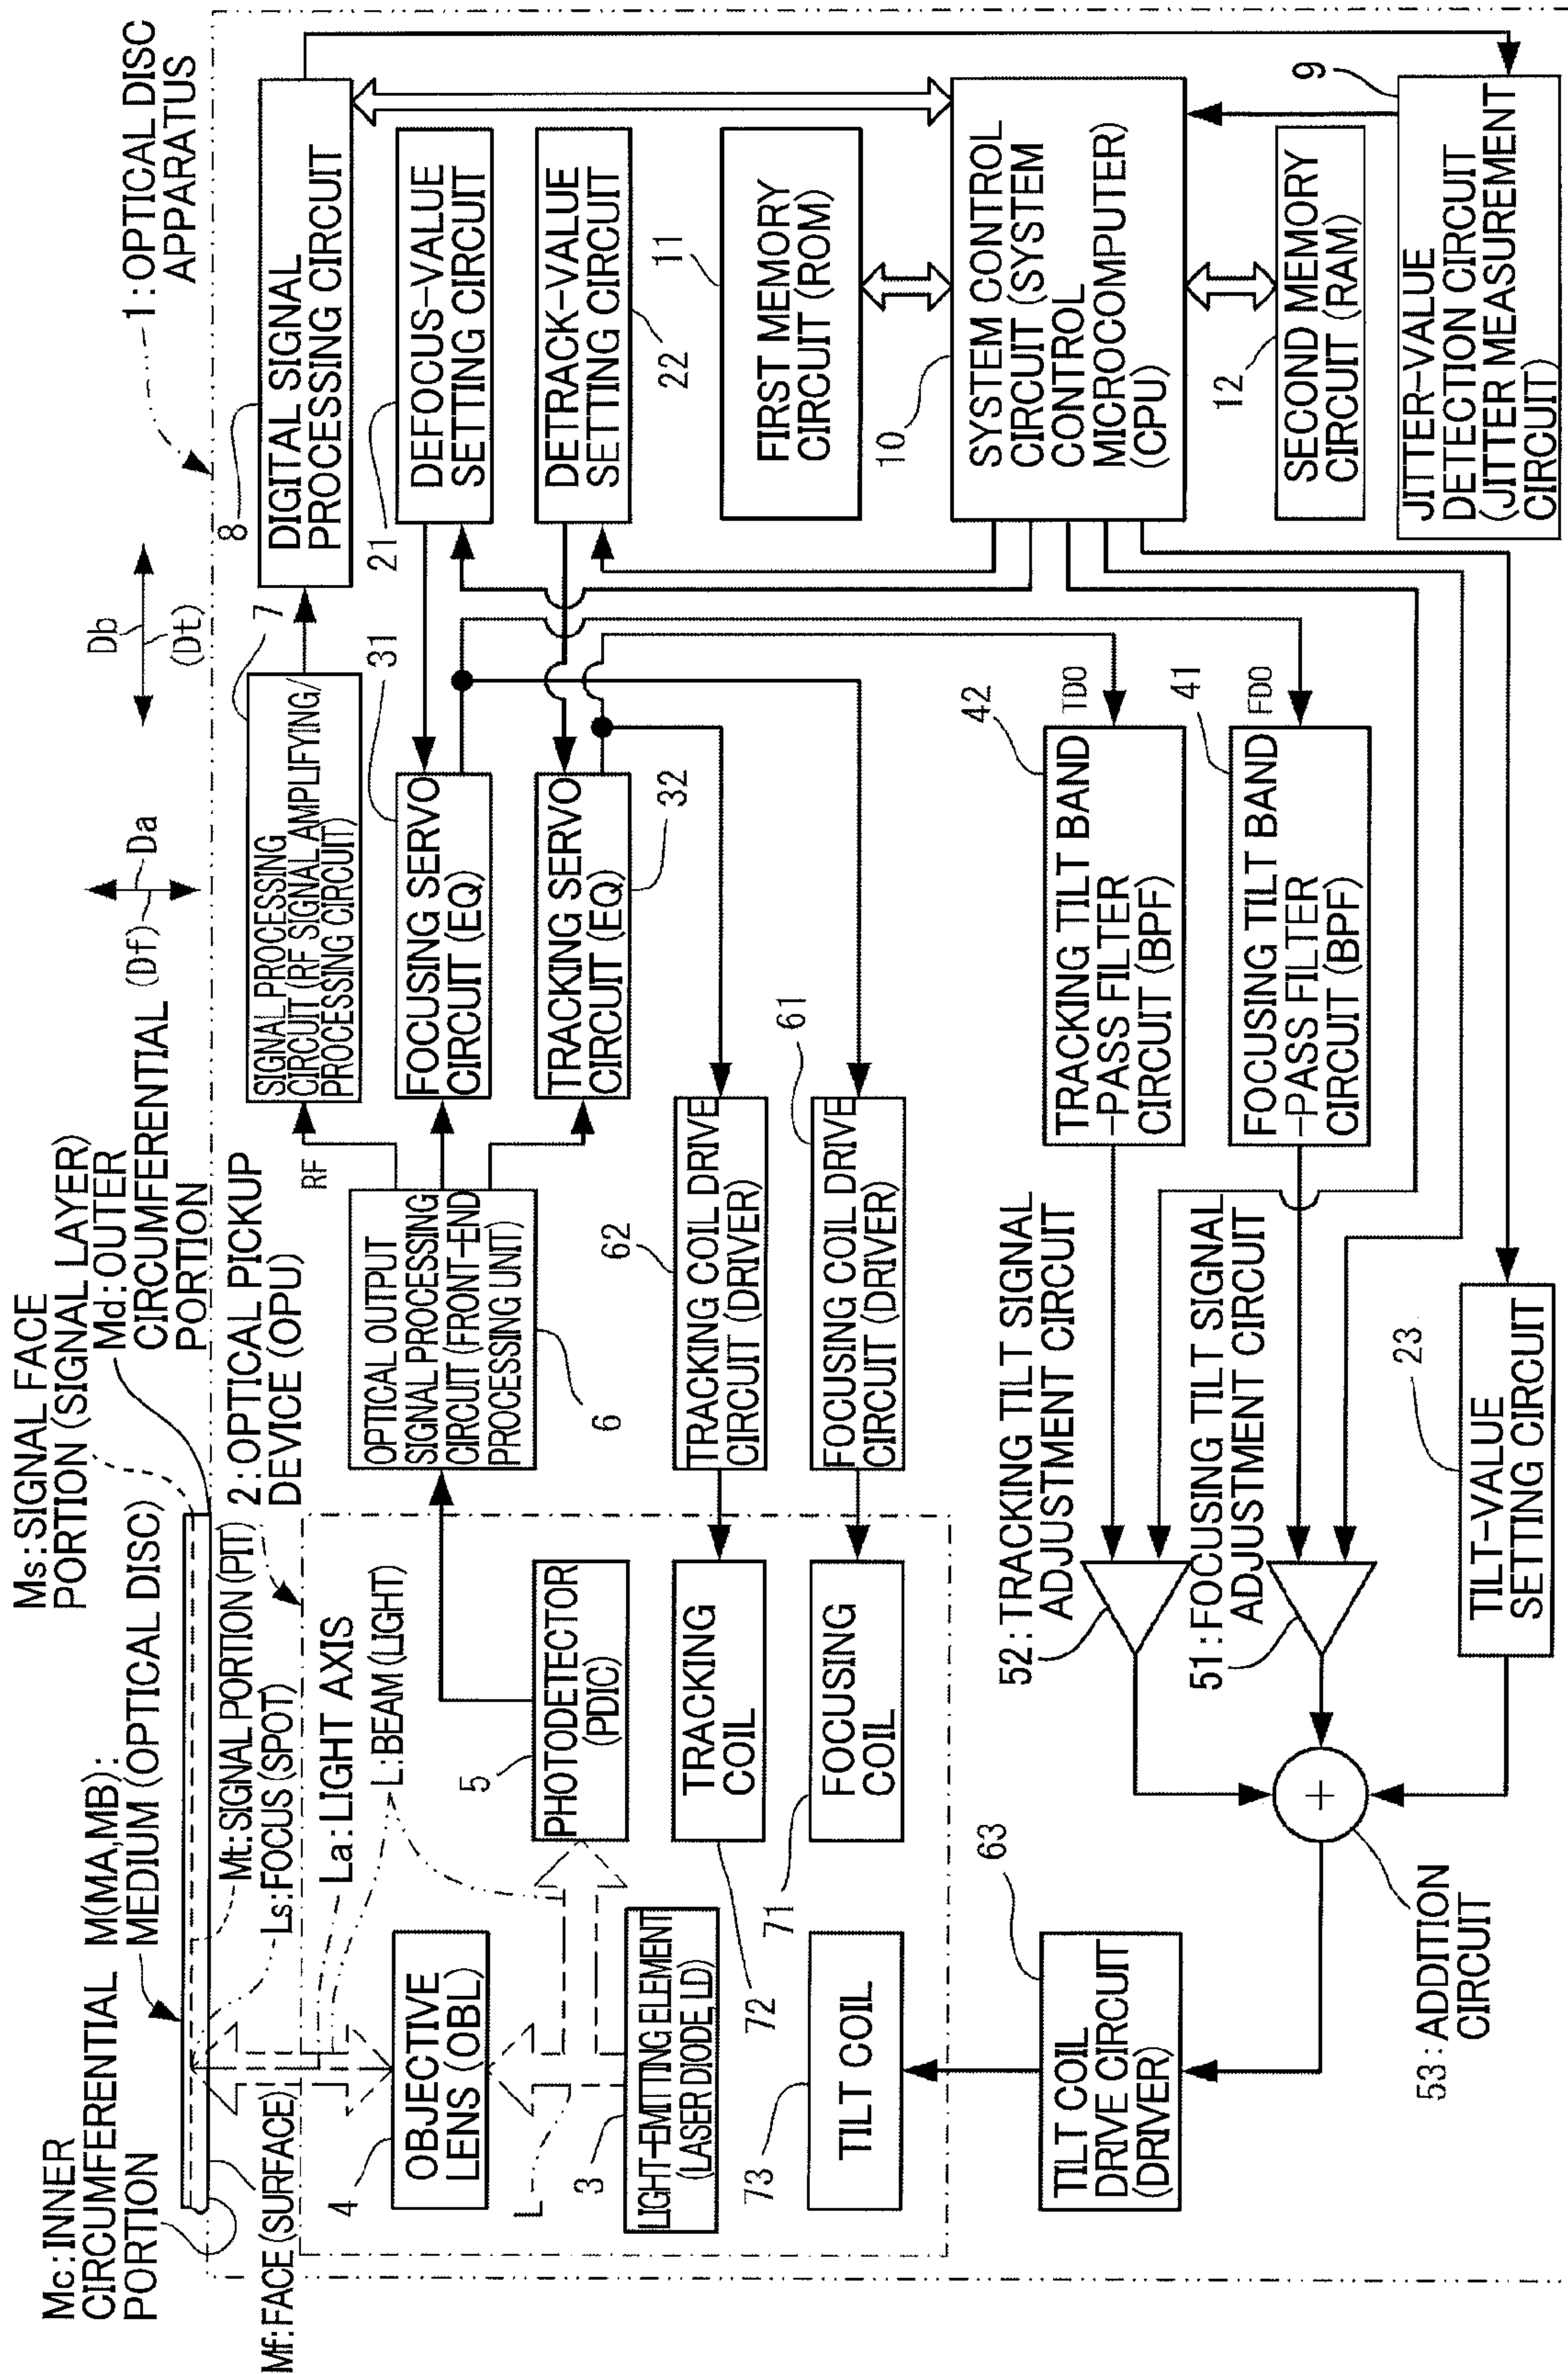 Mc:INNER
CIRCUMFERENTIAL
PORTION
M(MA,MB):
MEDIUM (OPTICAL DISC)
Ms:SIGNAL FACE
PORTION (SIGNAL LAYER)
Md:OUTER
CIRCUMFERENTIAL
PORTION
(Df)
Da
Db
(Dt)
1:OPTICAL DISC
APPARATUS
Mf:FACE (SURFACE)
Mt:SIGNAL PORTION (PIT)
Ls:FOCUS (SPOT)
2:OPTICAL PICKUP
DEVICE (OPU)
La:LIGHT AXIS
L:BEAM (LIGHT)
4
OBJECTIVE
LENS (OBL)
L
3
LIGHT-EMITTING ELEMENT
(LASER DIODE, LD)
5
PHOTODETECTOR
(PDIC)
72
TRACKING
COIL
71
FOCUSING
COIL
73
TILT COIL
RF
OPTICAL OUTPUT
SIGNAL PROCESSING
CIRCUIT (FRONT-END
PROCESSING UNIT)
6
7
SIGNAL PROCESSING
CIRCUIT (RF SIGNAL AMPLIFYING/
PROCESSING CIRCUIT)
8
DIGITAL SIGNAL
PROCESSING CIRCUIT
31
FOCUSING SERVO
CIRCUIT (EQ)
21
DEFOCUS-VALUE
SETTING CIRCUIT
TRACKING SERVO
CIRCUIT (EQ)
32
DETRACK-VALUE
SETTING CIRCUIT
22
62
TRACKING COIL DRIVE
CIRCUIT (DRIVER)
61
FOCUSING COIL DRIVE
CIRCUIT (DRIVER)
11
FIRST MEMORY
CIRCUIT (ROM)
10
SYSTEM CONTROL
CIRCUIT (SYSTEM
CONTROL
MICROCOMPUTER)
(CPU)
12
SECOND MEMORY
CIRCUIT (RAM)
9
JITTER-VALUE
DETECTION CIRCUIT
(JITTER MEASUREMENT
CIRCUIT)
42
TDO
TRACKING TILT BAND
-PASS FILTER
CIRCUIT (BPF)
41
FDO
FOCUSING TILT BAND
-PASS FILTER
CIRCUIT (BPF)
52:TRACKING TILT SIGNAL
ADJUSTMENT CIRCUIT
51:FOCUSING TILT SIGNAL
ADJUSTMENT CIRCUIT
23
TILT-VALUE
SETTING CIRCUIT
63
TILT COIL
DRIVE CIRCUIT
(DRIVER)
+
53:ADDITION
CIRCUIT